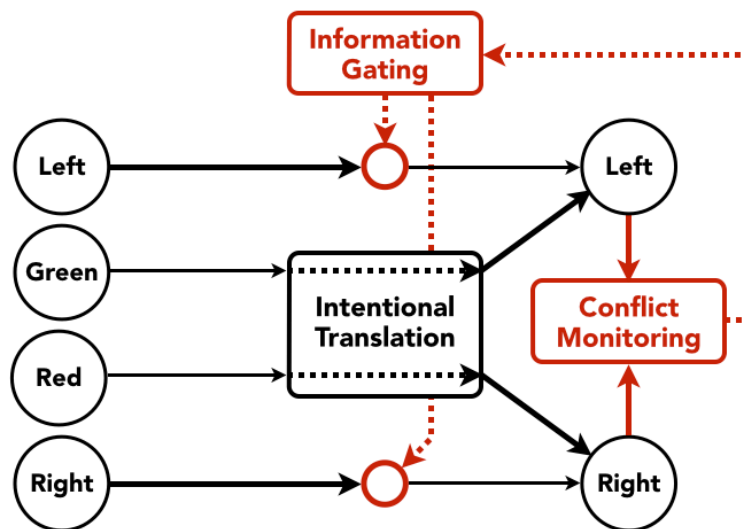 Information
Gating
Left
Left
Green
Intentional
Translation
Conflict
Monitoring
Red
Right
Right